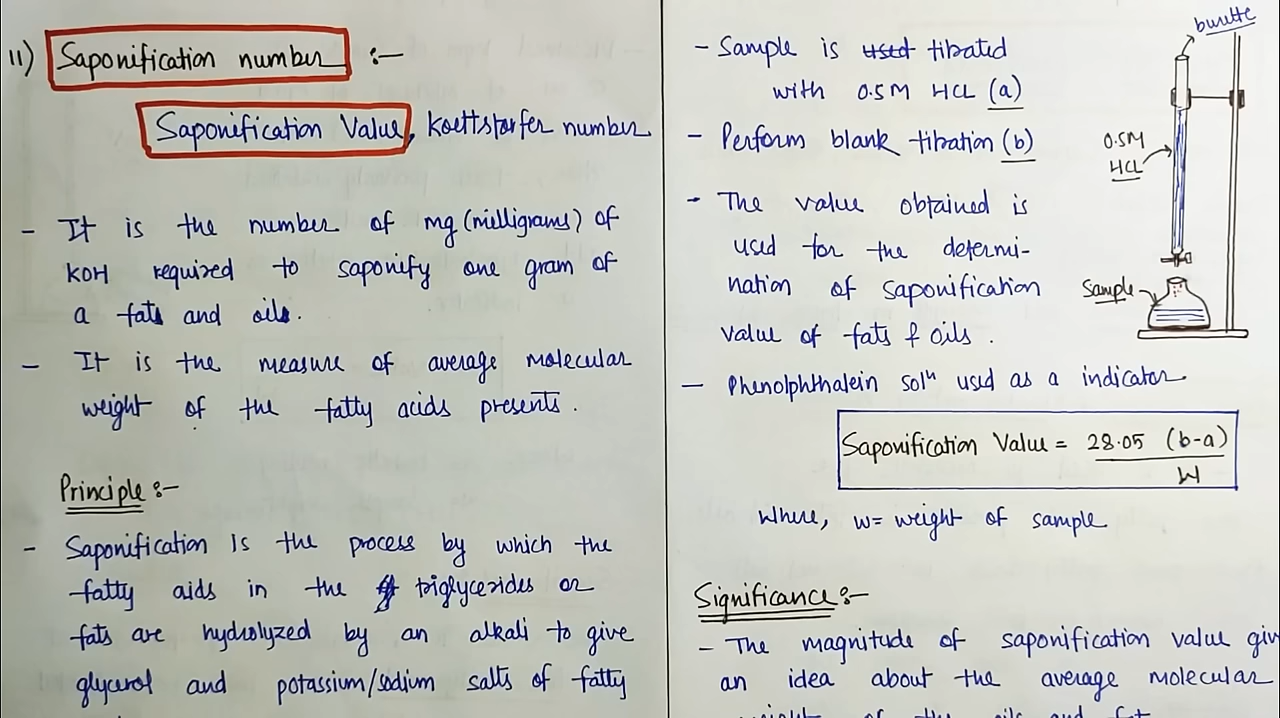 11) Saponification number :-
Saponification Value, Koettstorfer number
- It is the number of mg (milligrams) of
KOH required to saponify one gram of
a fats and oils.
- It is the measure of average molecular
weight of the fatty acids presents.
Principle :-
- Saponification is the process by which the
fatty aids in the triglycerides or
fats are hydrolyzed by an alkali to give
glycerol and potassium/sodium salts of fatty
- Sample is used titrated
with 0.5M HCL (a)
- Perform blank titration (b)
- The value obtained is
used for the determi-
nation of saponification
value of fats & oils.
- Phenolphthalein solⁿ used as a indicator
burette
0.5M
HCL
Sample
Saponification Value = 28.05 (b-a)
W
Where, W = weight of sample
Significance :-
- The magnitude of saponification value giv
an idea about the average molecular
of the oils and